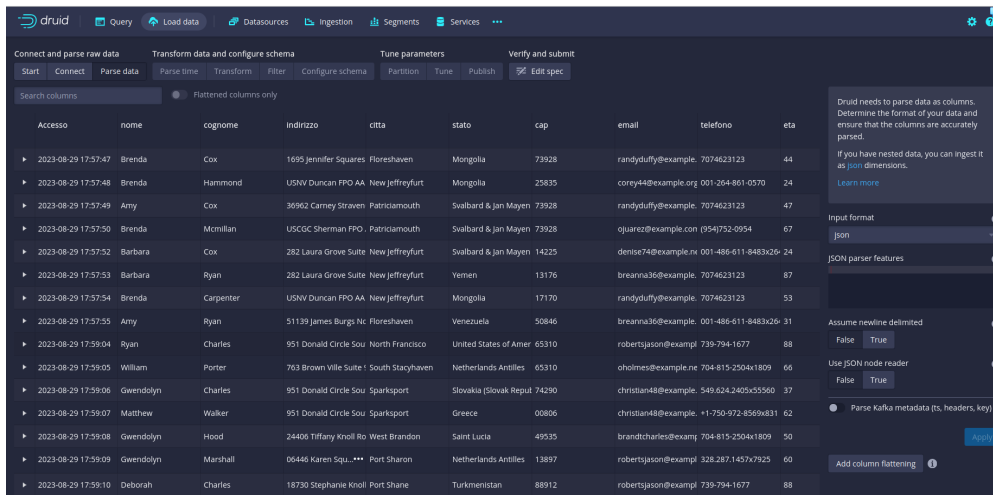 druid Query Load data Datasources Ingestion Segments Services
Connect and parse raw data Transform data and configure schema Tune parameters Verify and submit
Start Connect Parse data Parse time Transform Filter Configure schema Partition Tune Publish Edit spec
Search columns Flattened columns only
Accesso nome cognome indirizzo citta stato cap email telefono eta
2023-08-29 17:57:47 Brenda Cox 1695 Jennifer Squares Floreshaven Mongolia 73928 randyduffy@example. 7074623123 44
2023-08-29 17:57:48 Brenda Hammond USNV Duncan FPO AA New Jeffreyfurt Mongolia 25835 corey44@example.org 001-264-861-0570 24
2023-08-29 17:57:49 Amy Cox 36962 Carney Straven Patriciamouth Svalbard & Jan Mayen 73928 randyduffy@example. 7074623123 47
2023-08-29 17:57:50 Brenda Mcmillan USCGC Sherman FPO Patriciamouth Svalbard & Jan Mayen 73928 ojuarez@example.com (954)752-0954 67
2023-08-29 17:57:52 Barbara Cox 282 Laura Grove Suite New Jeffreyfurt Svalbard & Jan Mayen 14225 denise74@example.ne 001-486-611-8483x26 24
2023-08-29 17:57:53 Barbara Ryan 282 Laura Grove Suite New Jeffreyfurt Yemen 13176 breanna36@example. 7074623123 87
2023-08-29 17:57:54 Brenda Carpenter USNV Duncan FPO AA New Jeffreyfurt Mongolia 17170 randyduffy@example. 7074623123 53
2023-08-29 17:57:55 Amy Ryan 51139 James Burgs Nc Floreshaven Venezuela 50846 breanna36@example. 001-486-611-8483x26 31
2023-08-29 17:59:04 Ryan Charles 951 Donald Circle Sou North Francisco United States of Amer 65310 robertsjason@exampl 739-794-1677 88
2023-08-29 17:59:05 William Porter 763 Brown Ville Suite South Stacyhaven Netherlands Antilles 65310 oholmes@example.ne 704-815-2504x1809 66
2023-08-29 17:59:06 Gwendolyn Charles 951 Donald Circle Sou Sparksport Slovakia (Slovak Reput 74290 christian48@example. 549.624.2405x55560 37
2023-08-29 17:59:07 Matthew Walker 951 Donald Circle Sou Sparksport Greece 00806 christian48@example. +1-750-972-8569x831 62
2023-08-29 17:59:08 Gwendolyn Hood 24406 Tiffany Knoll Ro West Brandon Saint Lucia 49535 brandtcharles@examp 704-815-2504x1809 50
2023-08-29 17:59:09 Gwendolyn Marshall 06446 Karen Squ...••• Port Sharon Netherlands Antilles 13897 robertsjason@exampl 328.287.1457x7925 60
2023-08-29 17:59:10 Deborah Charles 18730 Stephanie Knoll Port Shane Turkmenistan 88912 robertsjason@exampl 739-794-1677 88
Druid needs to parse data as columns.
Determine the format of your data and
ensure that the columns are accurately
parsed.
If you have nested data, you can ingest it
as json dimensions.
Learn more
Input format
json
JSON parser features
Assume newline delimited
False True
Use JSON node reader
False True
Parse Kafka metadata (ts, headers, key)
Apply
Add column flattening